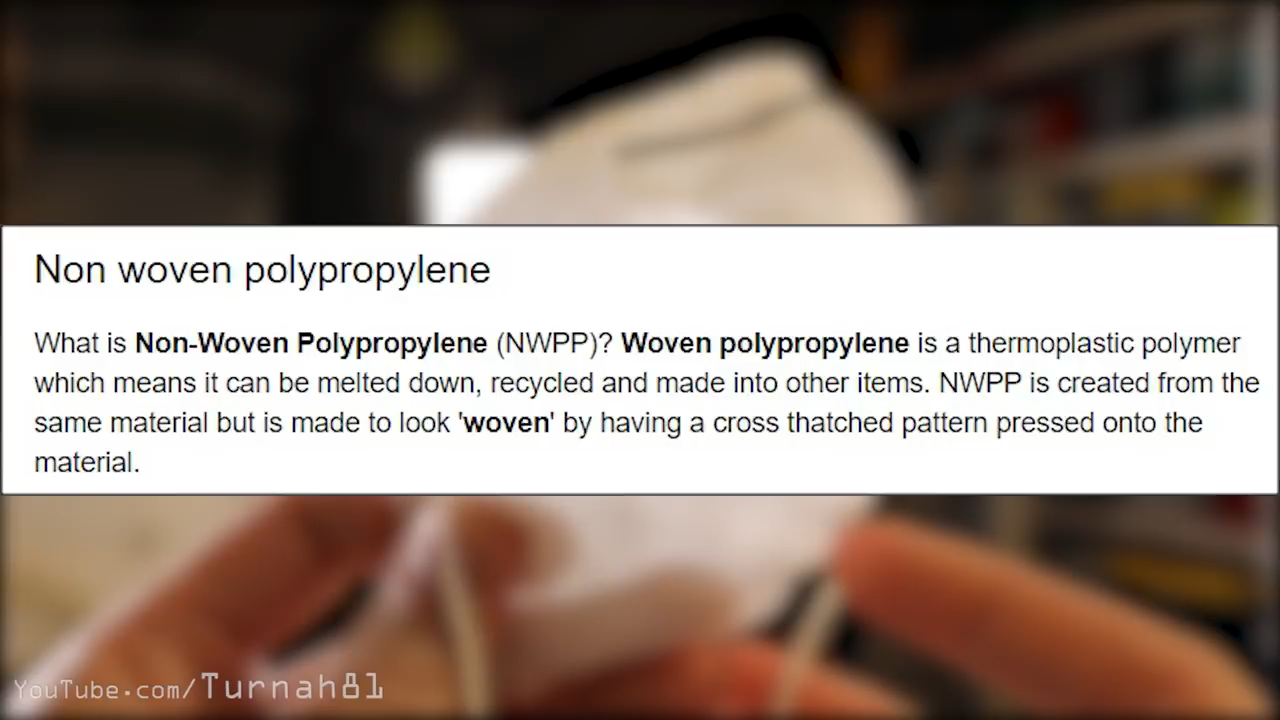 Non woven polypropylene
What is Non-Woven Polypropylene (NWPP)? Woven polypropylene is a thermoplastic polymer
which means it can be melted down, recycled and made into other items. NWPP is created from the
same material but is made to look 'woven' by having a cross thatched pattern pressed onto the
material.
YouTube.com/Turnah81